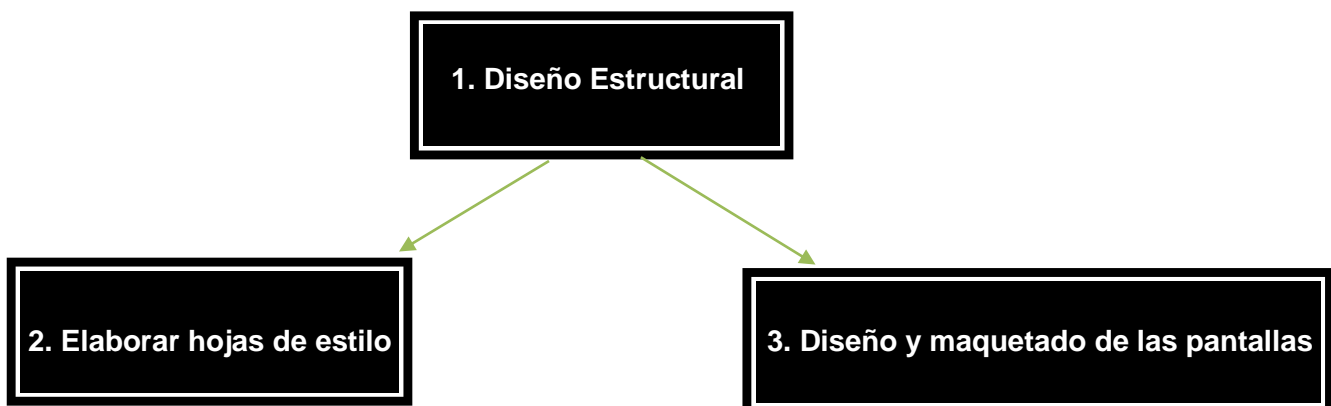 1. Diseño Estructural
2. Elaborar hojas de estilo
3. Diseño y maquetado de las pantallas